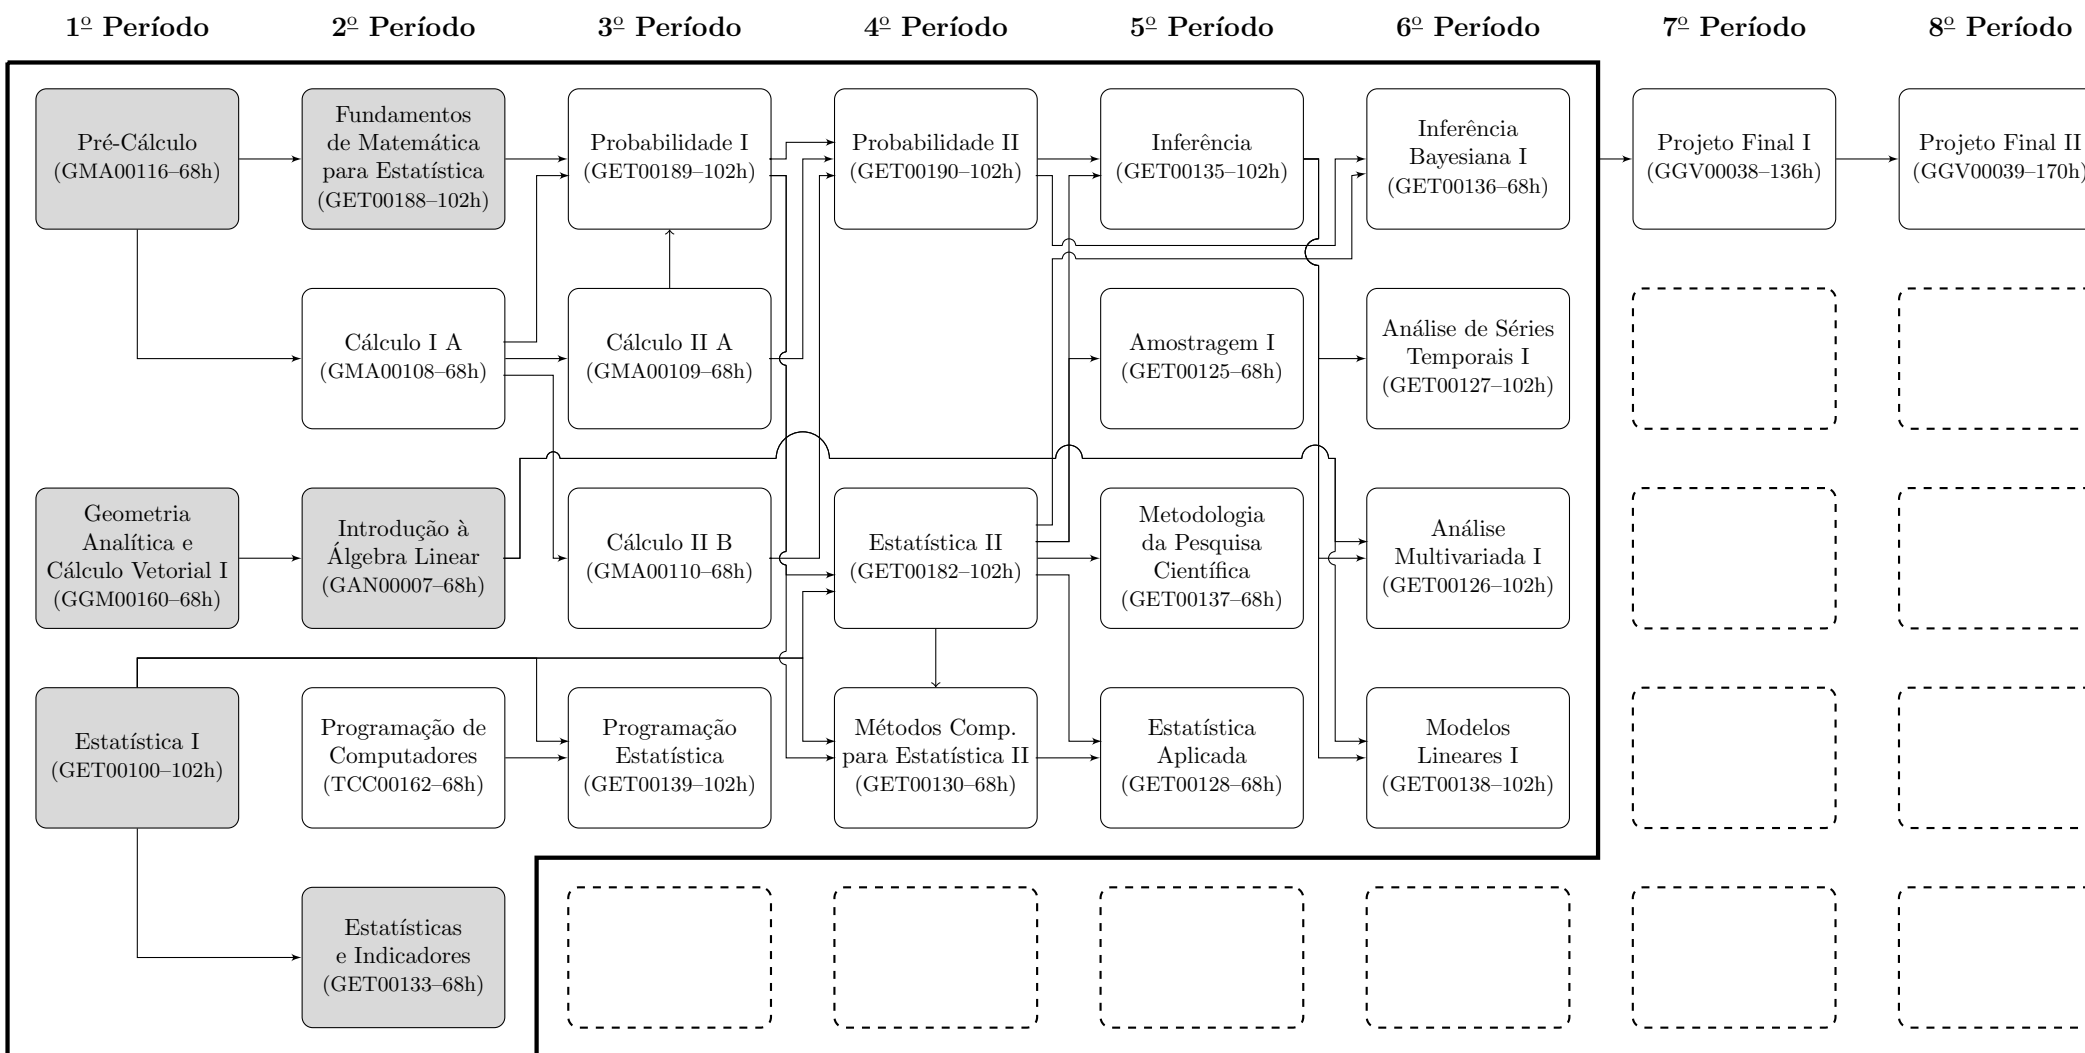 1º Período
2º Período
3º Período
4º Período
5º Período
6º Período
7º Período
8º Período
Pré-Cálculo
(GMA00116–68h)
Fundamentos
de Matemática
para Estatística
(GET00188–102h)
Probabilidade I
(GET00189–102h)
Probabilidade II
(GET00190–102h)
Inferência
(GET00135–102h)
Inferência
Bayesiana I
(GET00136–68h)
Projeto Final I
(GGV00038–136h)
Projeto Final II
(GGV00039–170h)
Cálculo I A
(GMA00108–68h)
Cálculo II A
(GMA00109–68h)
Amostragem I
(GET00125–68h)
Análise de Séries
Temporais I
(GET00127–102h)
Geometria
Analítica e
Cálculo Vetorial I
(GGM00160–68h)
Introdução à
Álgebra Linear
(GAN00007–68h)
Cálculo II B
(GMA00110–68h)
Estatística II
(GET00182–102h)
Metodologia
da Pesquisa
Científica
(GET00137–68h)
Análise
Multivariada I
(GET00126–102h)
Estatística I
(GET00100–102h)
Programação de
Computadores
(TCC00162–68h)
Programação
Estatística
(GET00139–102h)
Métodos Comp.
para Estatística II
(GET00130–68h)
Estatística
Aplicada
(GET00128–68h)
Modelos
Lineares I
(GET00138–102h)
Estatísticas
e Indicadores
(GET00133–68h)